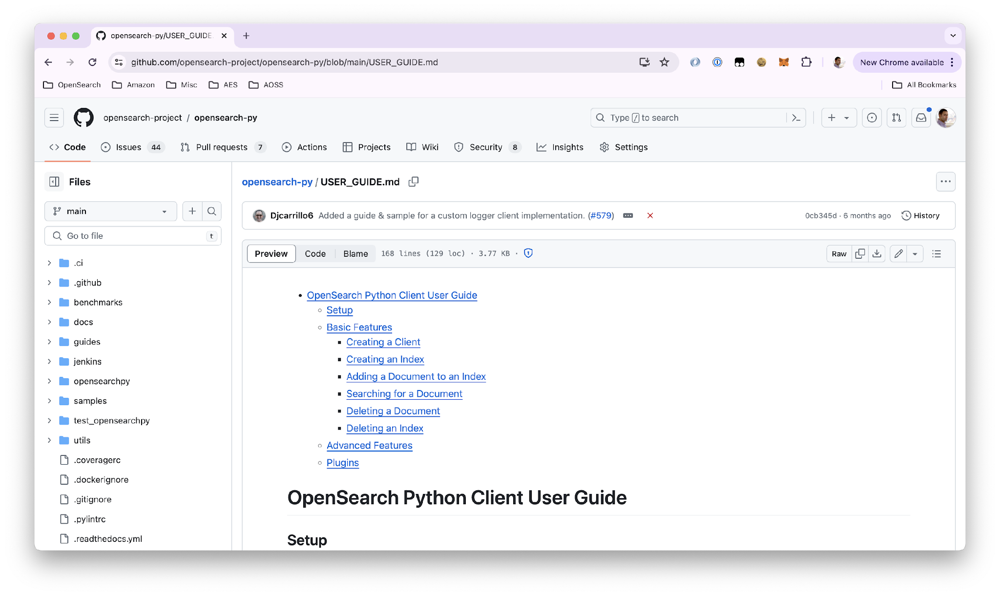 opensearch-py/USER_GUIDE.
github.com/opensearch-project/opensearch-py/blob/main/USER_GUIDE.md
New Chrome available
OpenSearch Amazon Misc AES AOSS All Bookmarks
opensearch-project / opensearch-py
Type / to search
Code Issues 44 Pull requests 7 Actions Projects Wiki Security 8 Insights Settings
Files
main
Go to file t
.ci
.github
benchmarks
docs
guides
jenkins
opensearchpy
samples
test_opensearchpy
utils
.coveragerc
.dockerignore
.gitignore
.pylintrc
.readthedocs.yml
opensearch-py / USER_GUIDE.md
Djcarrillo6 Added a guide & sample for a custom logger client implementation. (#579) 0cb345d · 6 months ago History
Preview Code Blame 168 lines (129 loc) · 3.77 KB · Raw
OpenSearch Python Client User Guide
Setup
Basic Features
Creating a Client
Creating an Index
Adding a Document to an Index
Searching for a Document
Deleting a Document
Deleting an Index
Advanced Features
Plugins
OpenSearch Python Client User Guide
Setup